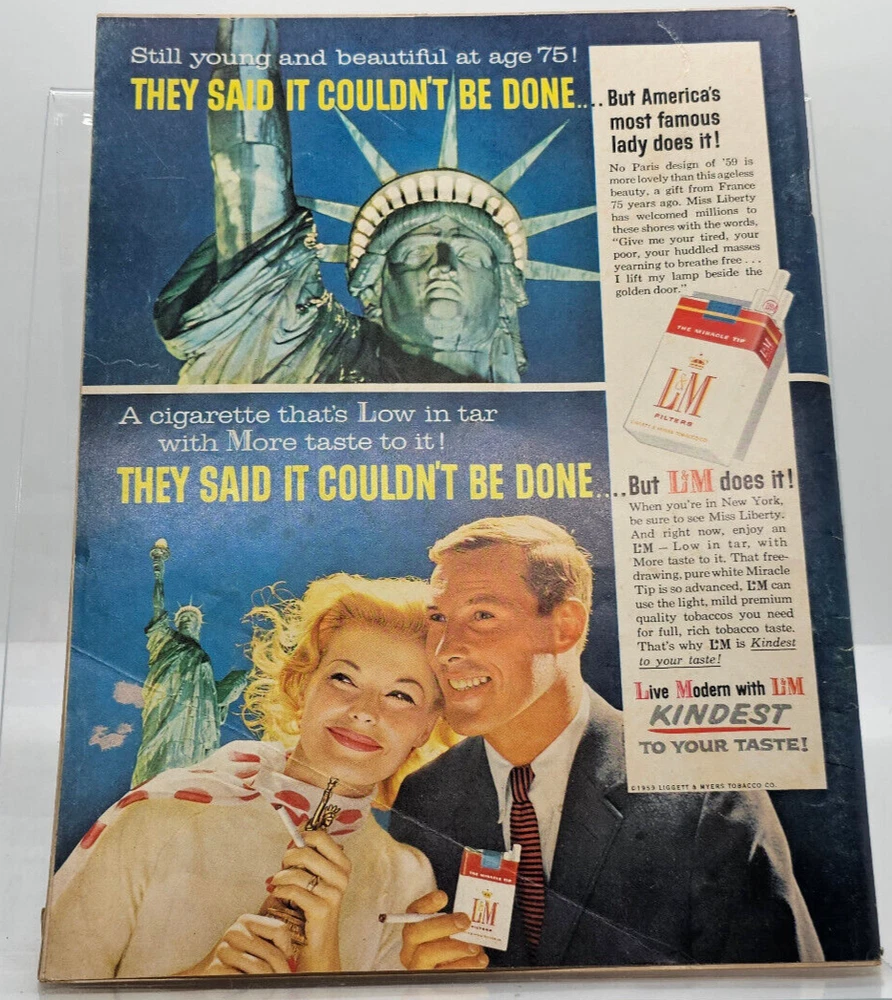 Still young and beautiful at age 75!
THEY SAID IT COULDN'T BE DONE....
But America's
most famous
lady does it!
No Paris design of '59 is
more lovely than this ageless
beauty, a gift from France
75 years ago. Miss Liberty
has welcomed millions to
these shores with the words,
"Give me your tired, your
poor, your huddled masses
yearning to breathe free...
I lift my lamp beside the
golden door."
THE MIRACLE TIP
L&M
L&M
FILTERS
LIGGETT & MYERS TOBACCO CO.
A cigarette that's Low in tar
with More taste to it!
THEY SAID IT COULDN'T BE DONE....
But L&M does it!
When you're in New York,
be sure to see Miss Liberty.
And right now, enjoy an
L&M – Low in tar, with
More taste to it. That free-
drawing, pure white Miracle
Tip is so advanced, L&M can
use the light, mild premium
quality tobaccos you need
for full, rich tobacco taste.
That's why L&M is Kindest
to your taste!
Live Modern with L&M
KINDEST
TO YOUR TASTE!
©1959 LIGGETT & MYERS TOBACCO CO.
THE MIRACLE TIP
L&M
FILTERS